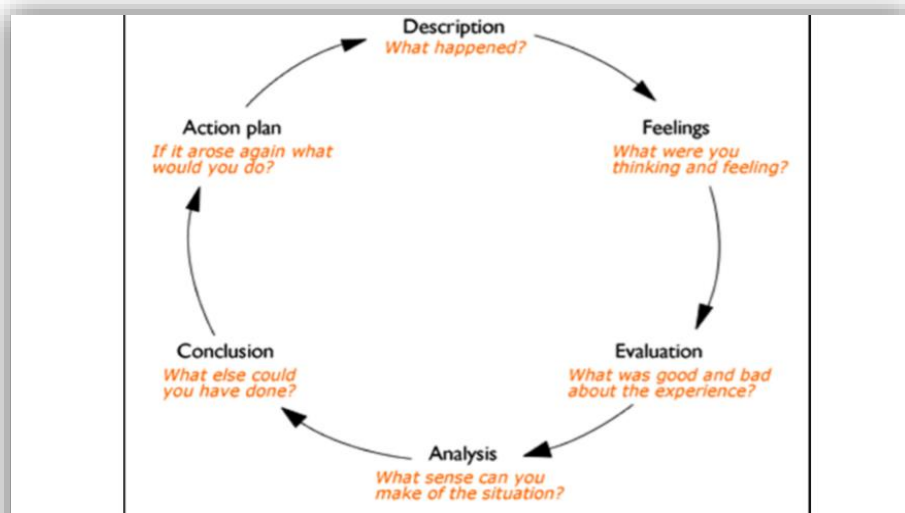 Description
What happened?
Feelings
What were you
thinking and feeling?
Evaluation
What was good and bad
about the experience?
Analysis
What sense can you
make of the situation?
Conclusion
What else could
you have done?
Action plan
If it arose again what
would you do?